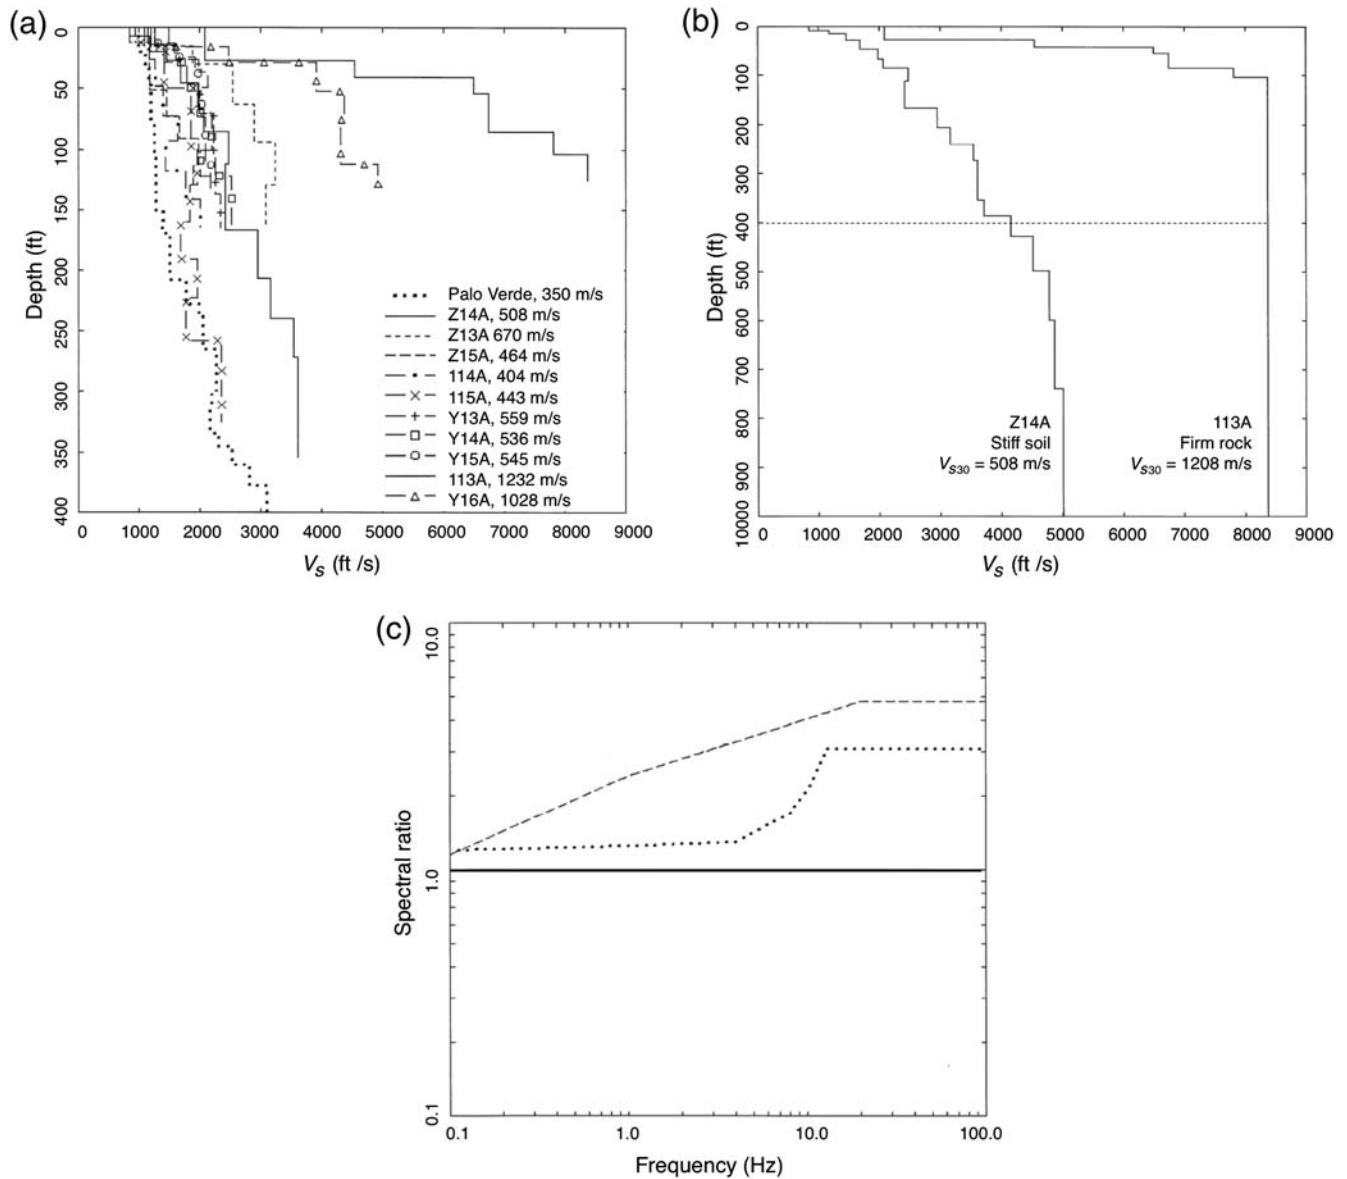 (a)
0
50
100
150
200
250
300
350
400
Depth (ft)
Palo Verde, 350 m/s
Z14A, 508 m/s
Z13A 670 m/s
Z15A, 464 m/s
114A, 404 m/s
115A, 443 m/s
Y13A, 559 m/s
Y14A, 536 m/s
Y15A, 545 m/s
113A, 1232 m/s
Y16A, 1028 m/s
0 1000 2000 3000 4000 5000 6000 7000 8000 9000
Vs (ft /s)
(b)
0
100
200
300
400
500
600
700
800
900
10000
Depth (ft)
Z14A
Stiff soil
VS30 = 508 m/s
113A
Firm rock
VS30 = 1208 m/s
0 1000 2000 3000 4000 5000 6000 7000 8000 9000
Vs (ft /s)
(c)
10.0
1.0
0.1
Spectral ratio
0.1 1.0 10.0 100.0
Frequency (Hz)